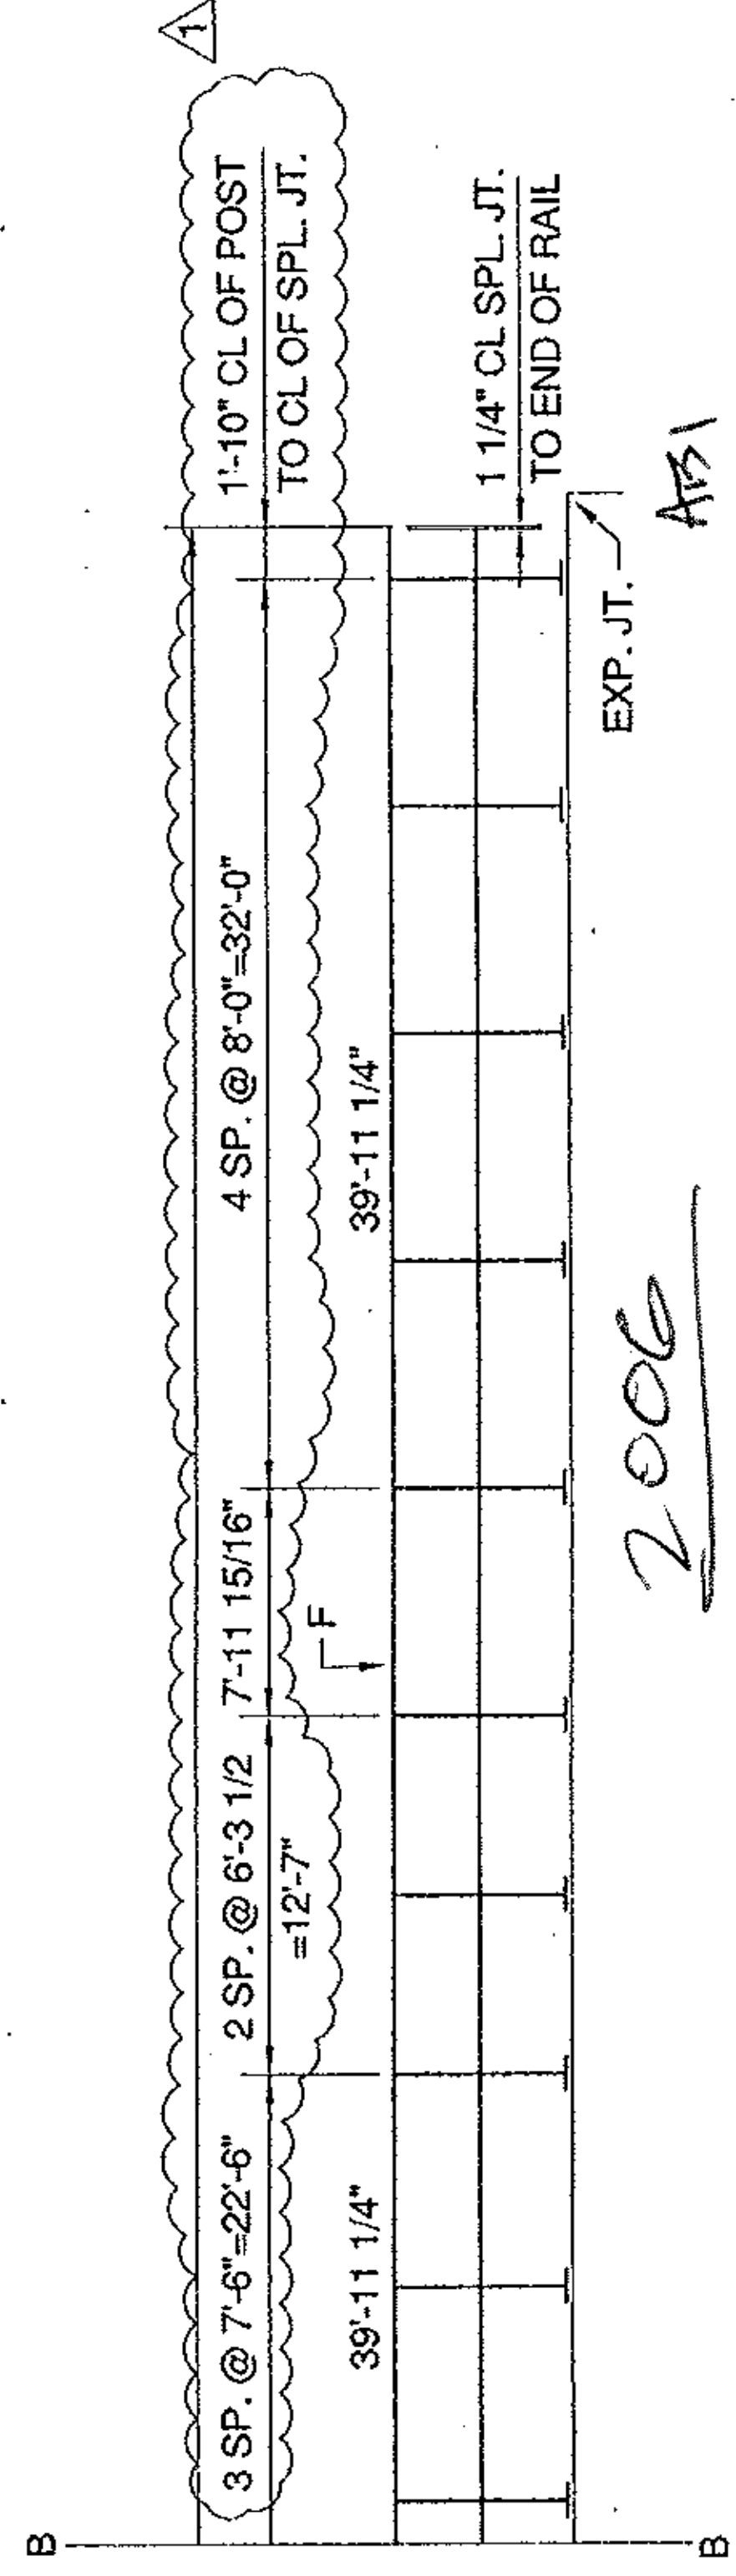 1
1'-10" CL OF POST
TO CL OF SPL. JT.
1 1/4" CL SPL. JT.
TO END OF RAIL
3 SP. @ 7'-6"=22'-6"
2 SP. @ 6'-3 1/2
=12'-7"
7'-11 15/16"
4 SP. @ 8'-0"=32'-0"
F
39'-11 1/4"
39'-11 1/4"
EXP. JT.
AB1
2006
B
B